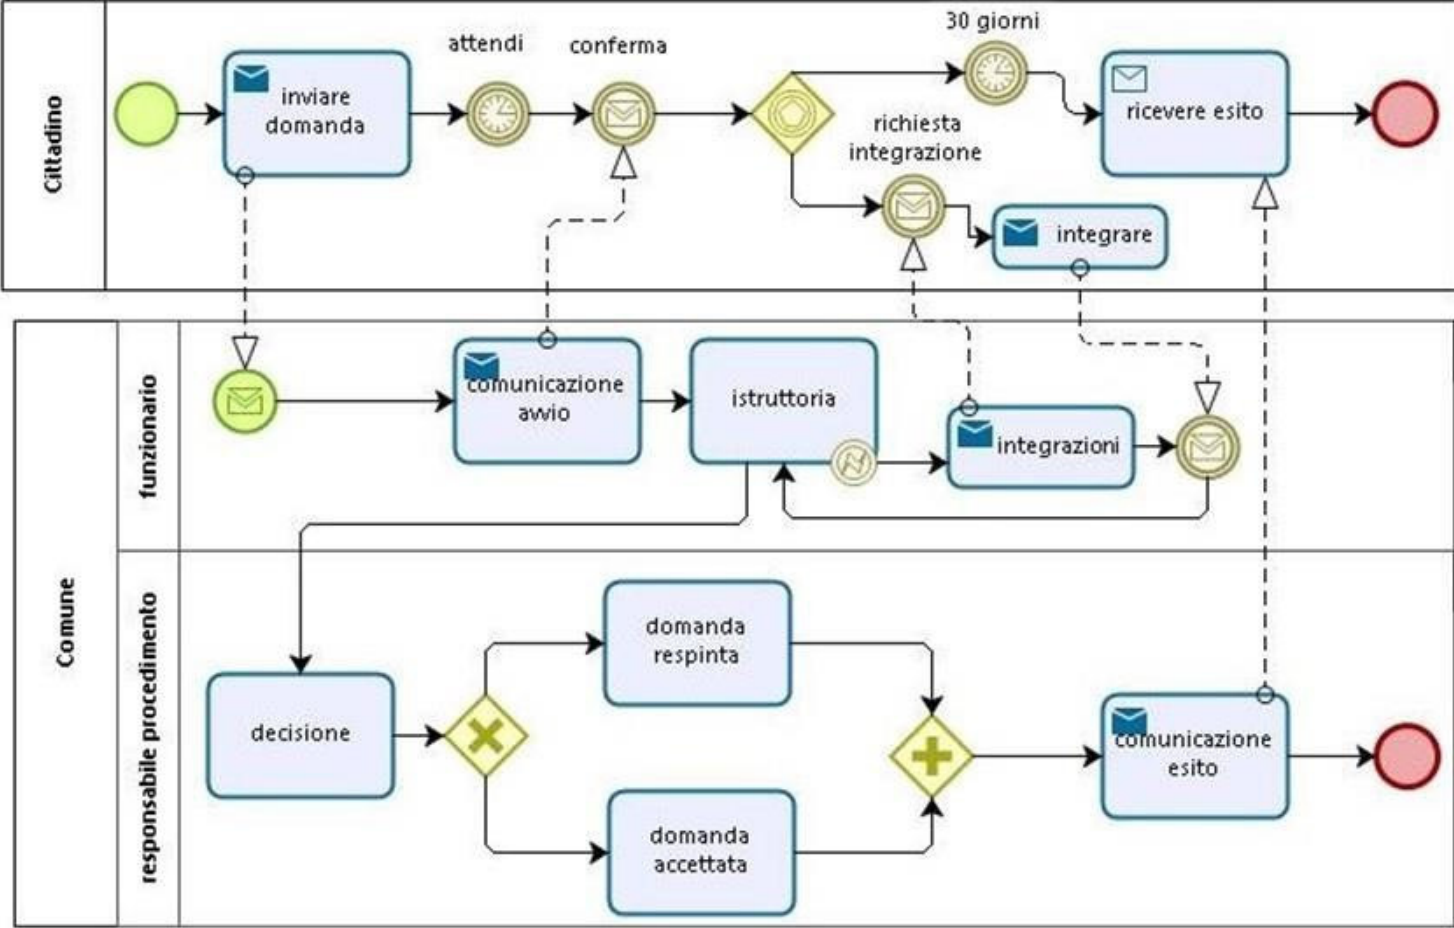 Cittadino
inviare
domanda
attendi
conferma
30 giorni
richiesta
integrazione
ricevere esito
integrare
Comune
funzionario
comunicazione
avvio
istruttoria
integrazioni
responsabile procedimento
decisione
domanda
respinta
domanda
accettata
comunicazione
esito